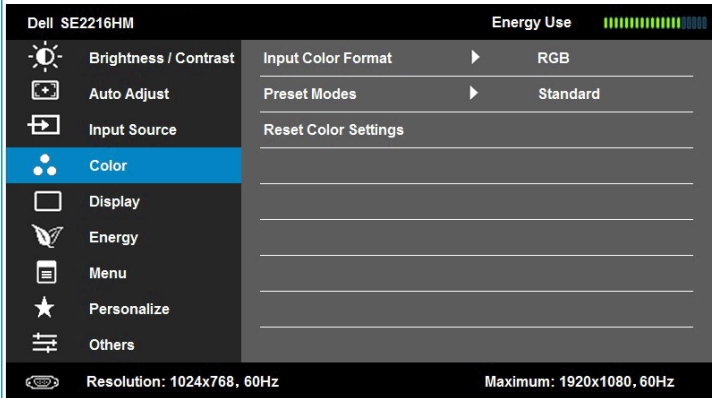 Dell SE2216HM Energy Use
Brightness / Contrast Input Color Format RGB
Auto Adjust Preset Modes Standard
Input Source Reset Color Settings
Color
Display
Energy
Menu
Personalize
Others
Resolution: 1024x768, 60Hz Maximum: 1920x1080, 60Hz